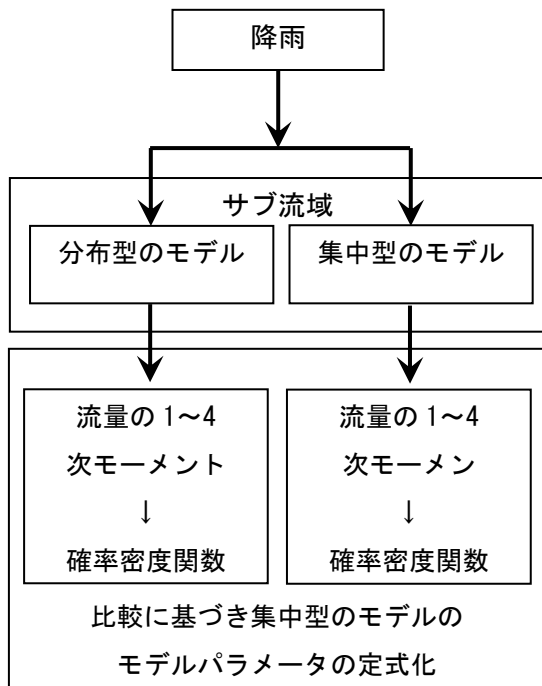 降雨
サブ流域
分布型のモデル
集中型のモデル
流量の 1～4
次モーメント
↓
確率密度関数
流量の 1～4
次モーメン
↓
確率密度関数
比較に基づき集中型のモデルの
モデルパラメータの定式化